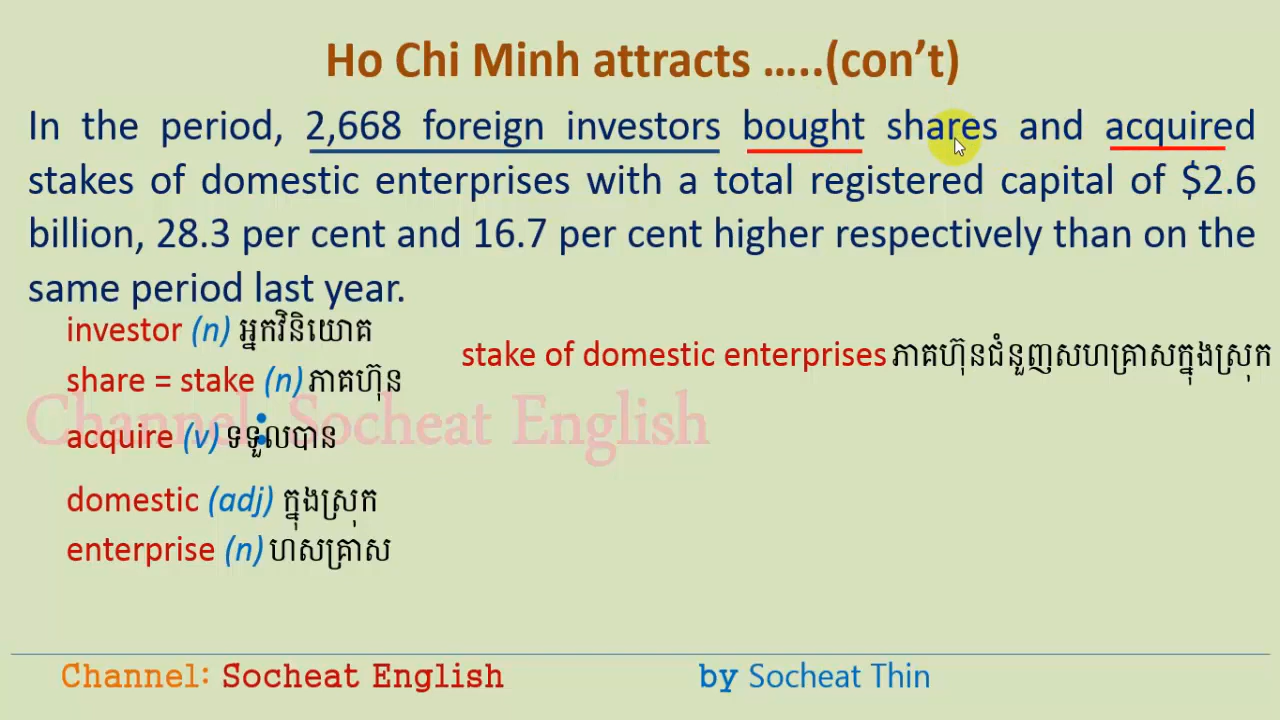 Ho Chi Minh attracts …..(con’t)
In the period, 2,668 foreign investors bought shares and acquired
stakes of domestic enterprises with a total registered capital of $2.6
billion, 28.3 per cent and 16.7 per cent higher respectively than on the
same period last year.
investor (n) អ្នកវិនិយោគ
stake of domestic enterprises ភាគហ៊ុនជំនួញសហគ្រាសក្នុងស្រុក
share = stake (n) ភាគហ៊ុន
Channel: Socheat English
acquire (v) ទទួលបាន
domestic (adj) ក្នុងស្រុក
enterprise (n) ហសគ្រាស
Channel: Socheat English
by Socheat Thin